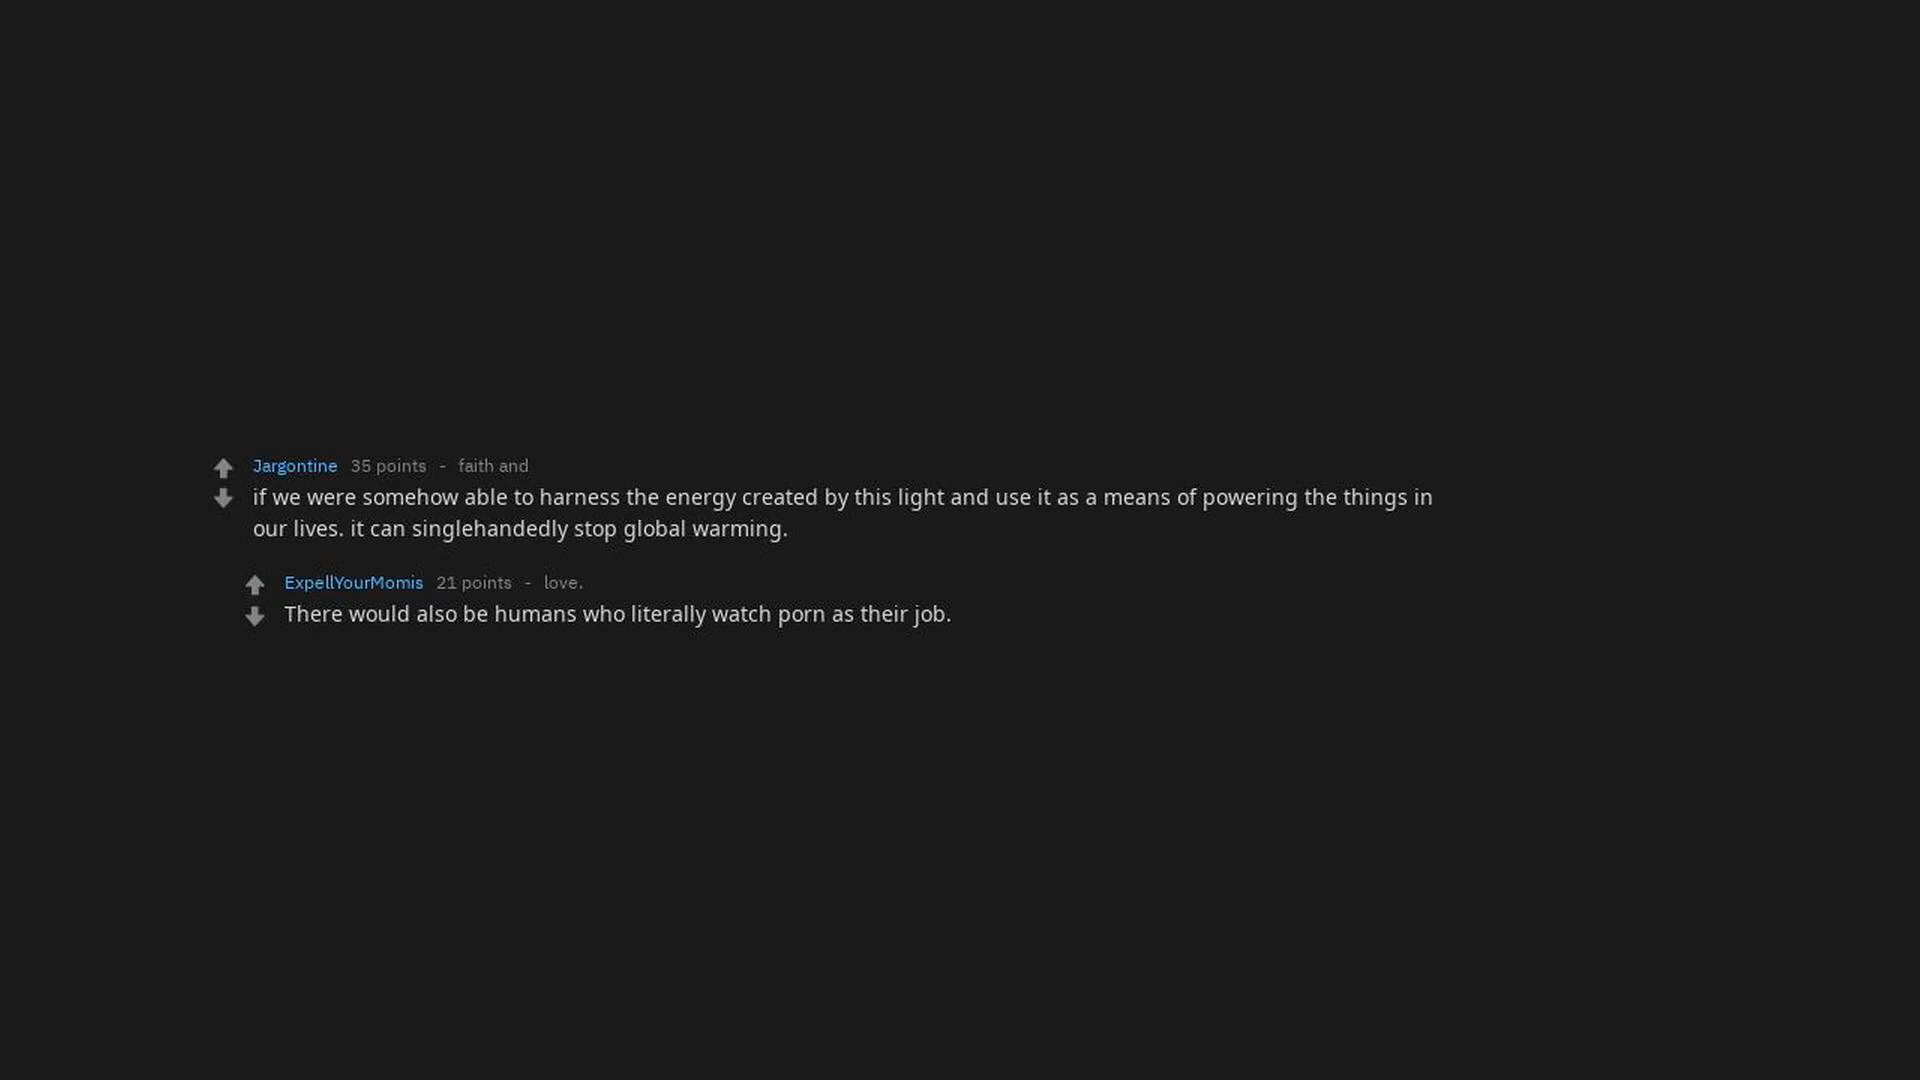 Jargontine 35 points - faith and
if we were somehow able to harness the energy created by this light and use it as a means of powering the things in
our lives. it can singlehandedly stop global warming.
ExpellYourMomis 21 points - love.
There would also be humans who literally watch porn as their job.